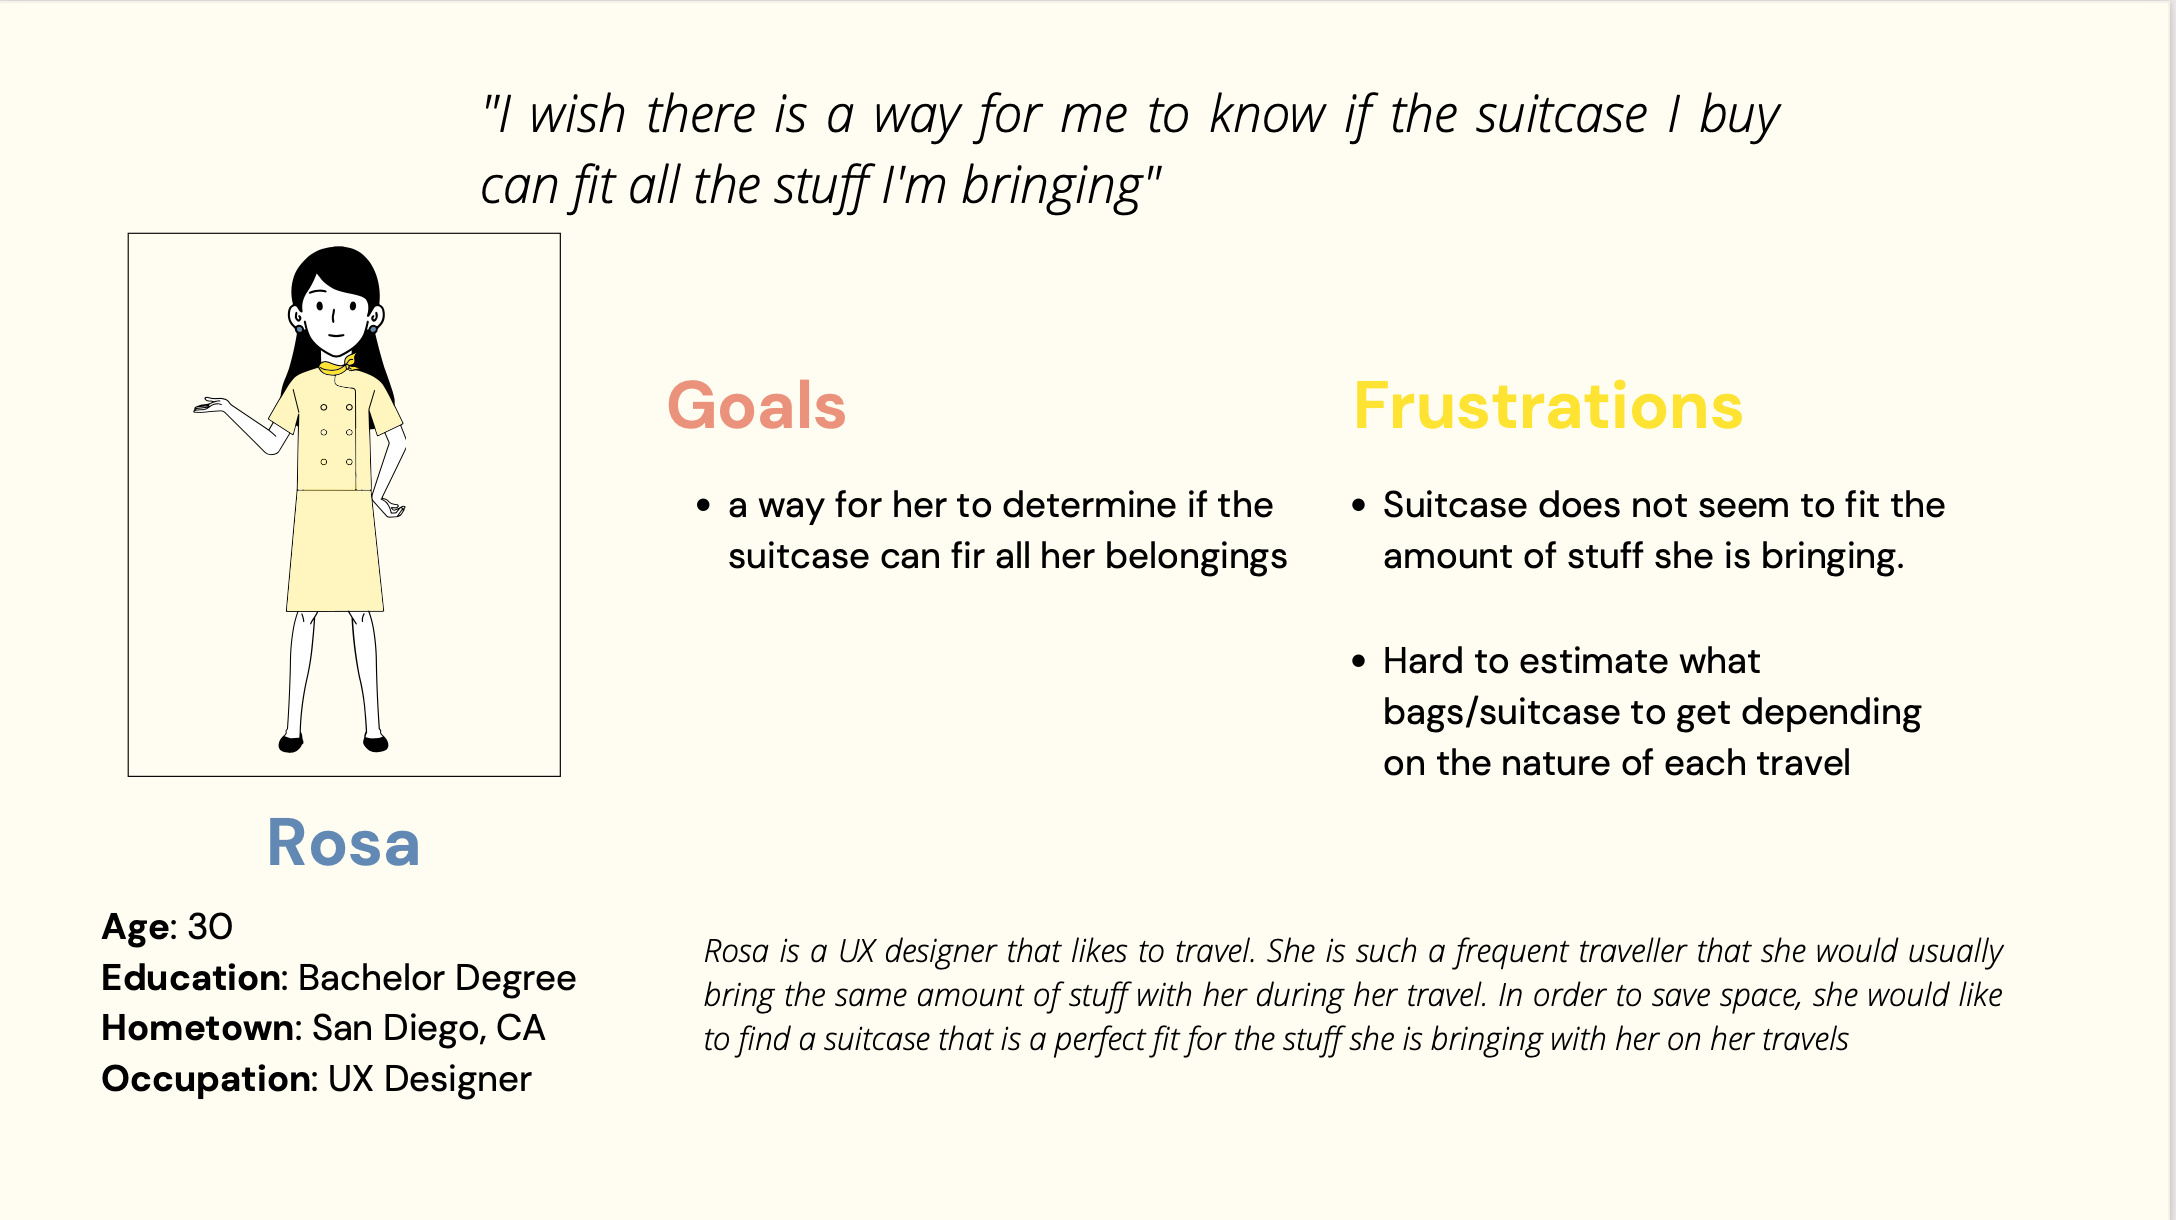 "I wish there is a way for me to know if the suitcase I buy
can fit all the stuff I'm bringing"
Goals
• a way for her to determine if the
suitcase can fir all her belongings
Frustrations
• Suitcase does not seem to fit the
amount of stuff she is bringing.
• Hard to estimate what
bags/suitcase to get depending
on the nature of each travel
Rosa
Age: 30
Education: Bachelor Degree
Hometown: San Diego, CA
Occupation: UX Designer
Rosa is a UX designer that likes to travel. She is such a frequent traveller that she would usually
bring the same amount of stuff with her during her travel. In order to save space, she would like
to find a suitcase that is a perfect fit for the stuff she is bringing with her on her travels